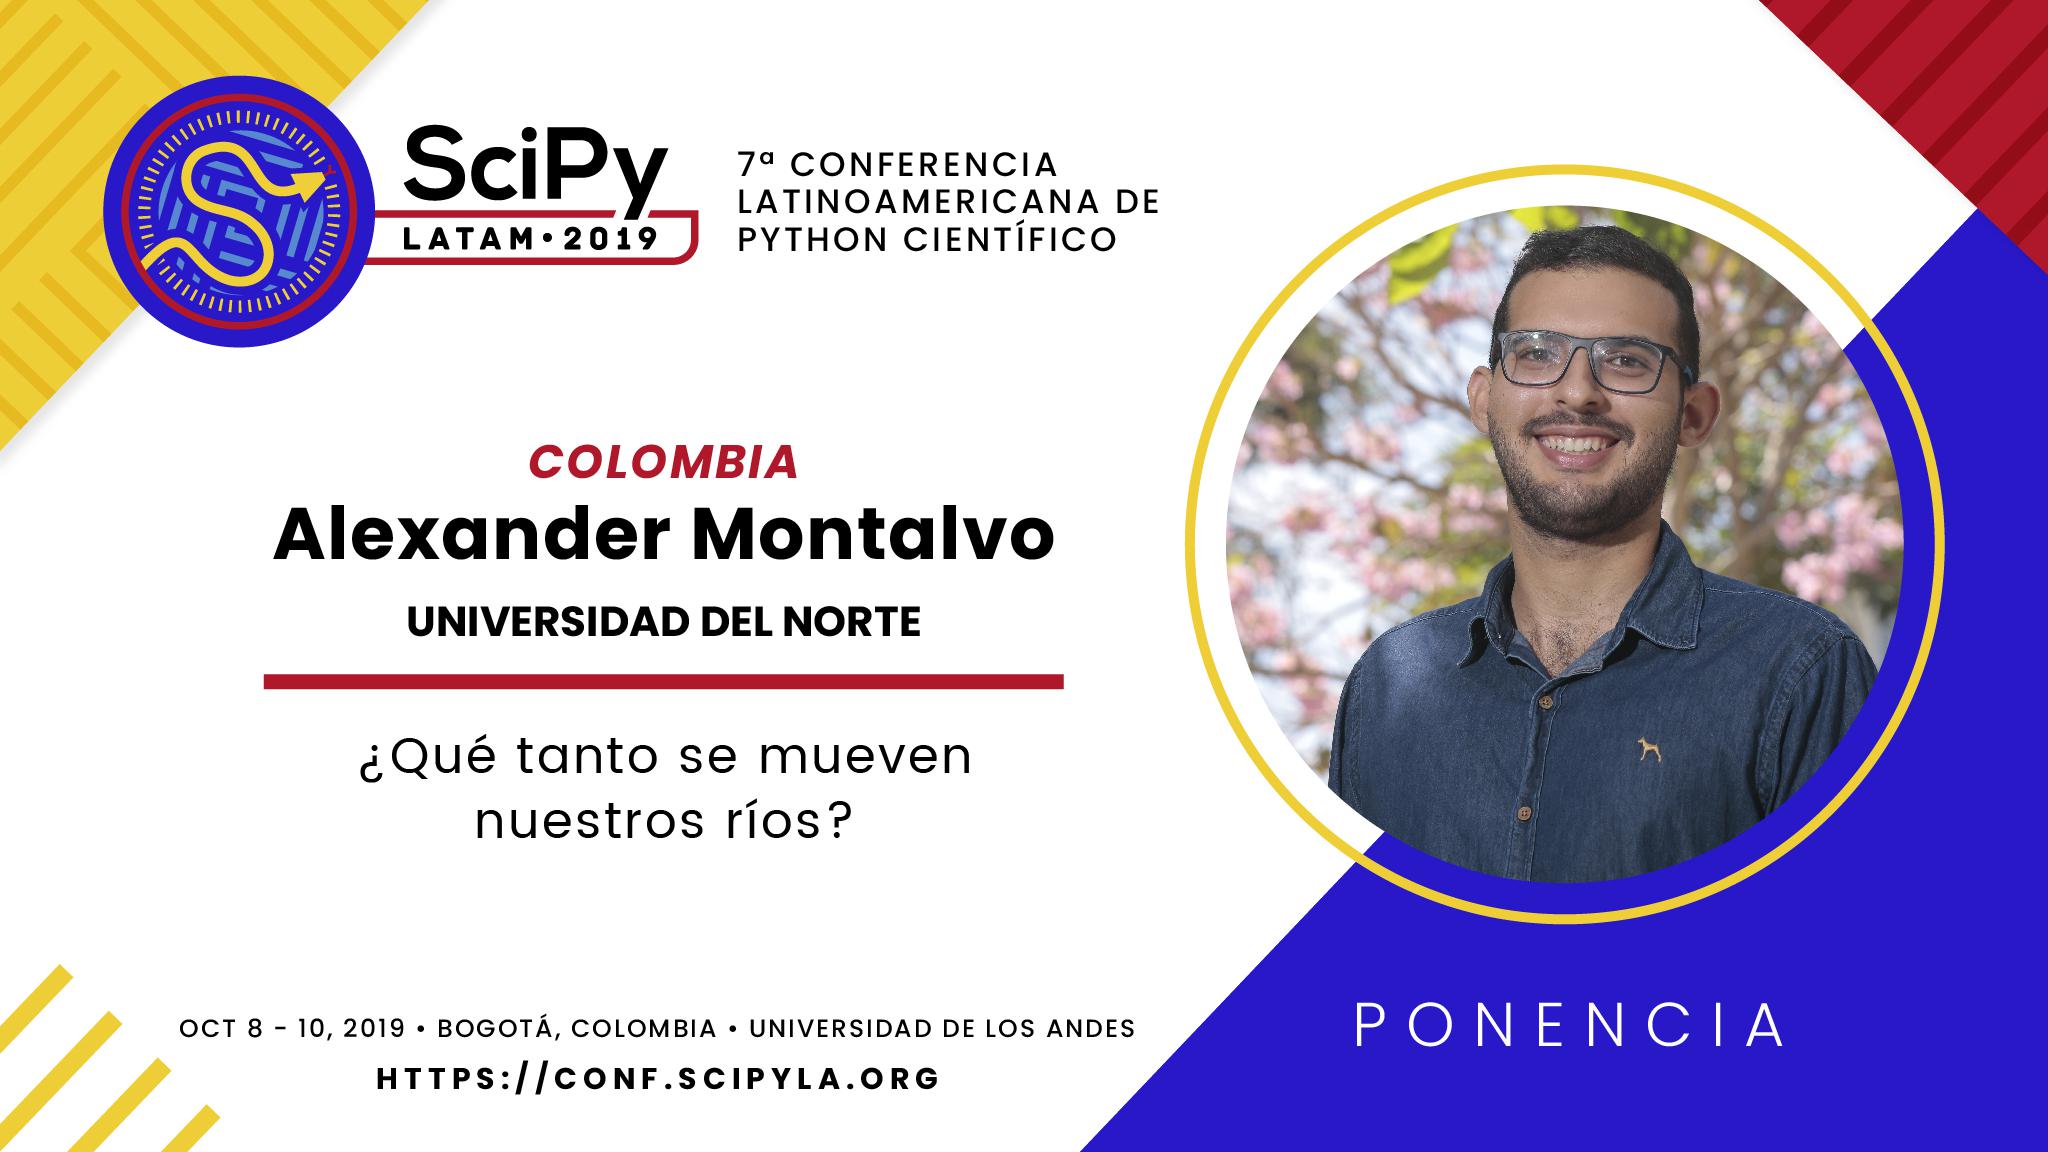 SciPy
LATAM • 2019
7ª CONFERENCIA
LATINOAMERICANA DE
PYTHON CIENTÍFICO
COLOMBIA
Alexander Montalvo
UNIVERSIDAD DEL NORTE
¿Qué tanto se mueven
nuestros ríos?
OCT 8 - 10, 2019 • BOGOTÁ, COLOMBIA • UNIVERSIDAD DE LOS ANDES
HTTPS://CONF.SCIPYLA.ORG
PONENCIA